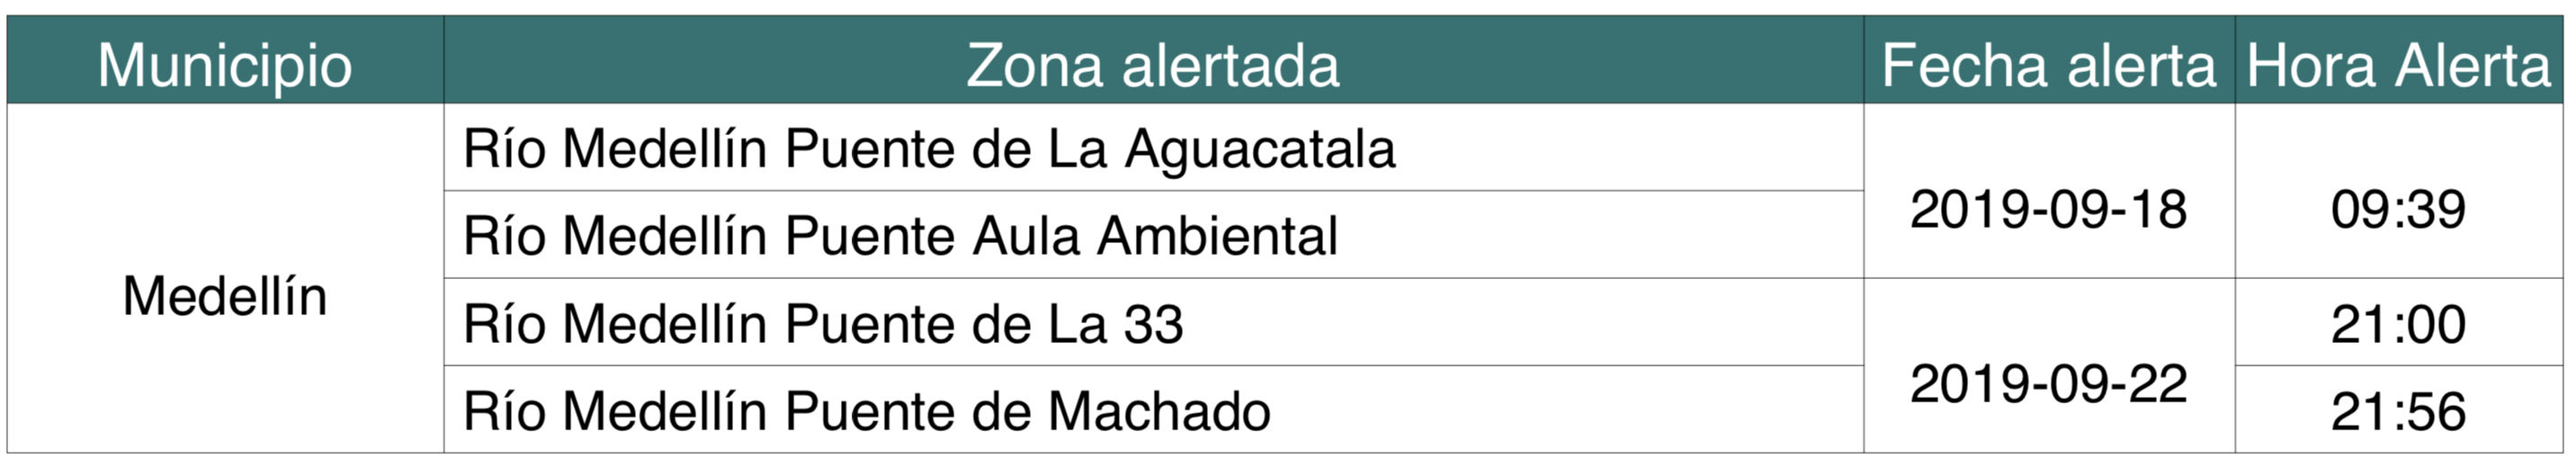 Municipio Zona alertada Fecha alerta Hora Alerta
Río Medellín Puente de La Aguacatala
2019-09-18 09:39
Río Medellín Puente Aula Ambiental
Medellín
Río Medellín Puente de La 33 21:00
2019-09-22
Río Medellín Puente de Machado 21:56